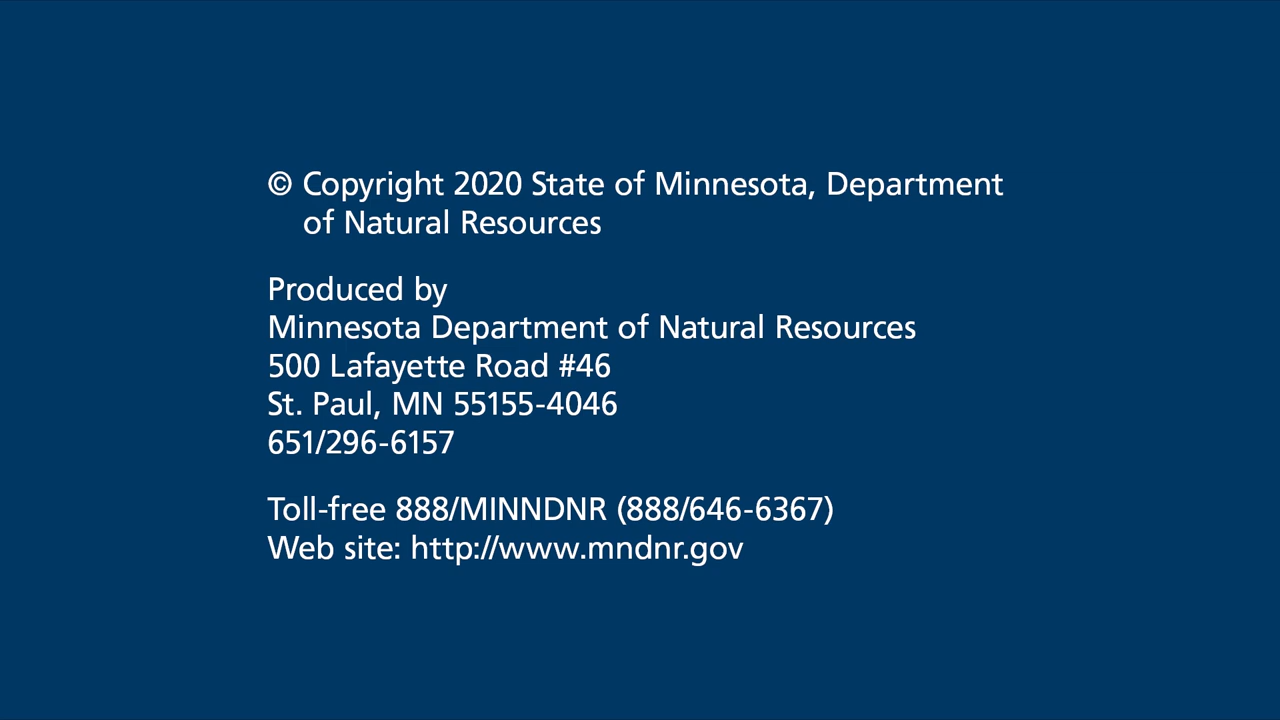 © Copyright 2020 State of Minnesota, Department
of Natural Resources
Produced by
Minnesota Department of Natural Resources
500 Lafayette Road #46
St. Paul, MN 55155-4046
651/296-6157
Toll-free 888/MINNDNR (888/646-6367)
Web site: http://www.mndnr.gov